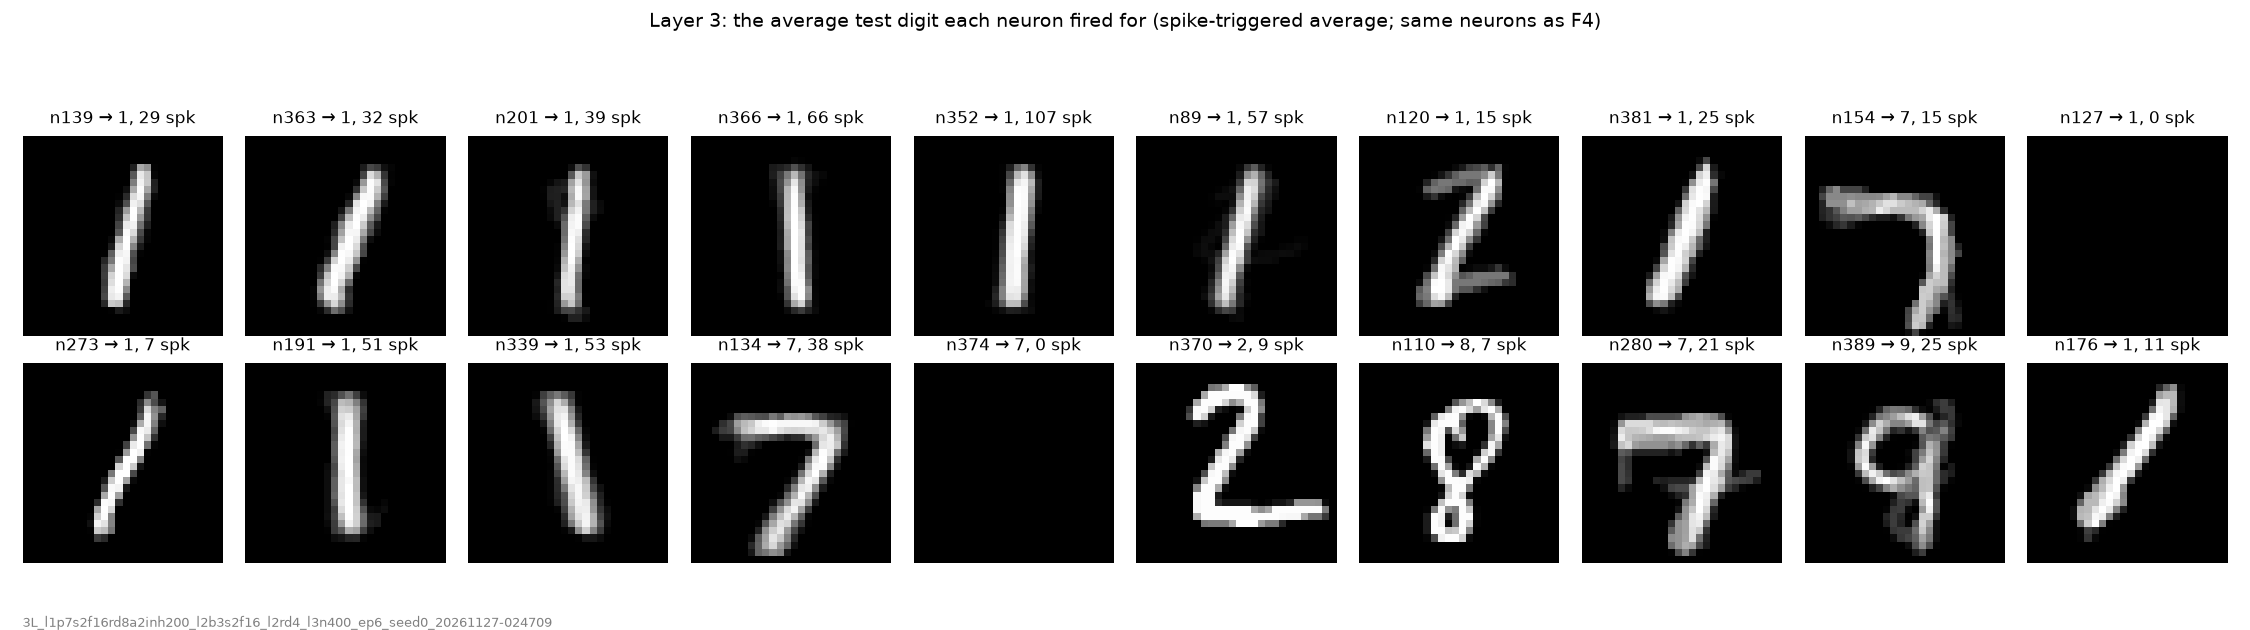 Layer 3: the average test digit each neuron fired for (spike-triggered average; same neurons as F4)
n139 → 1, 29 spk
n363 → 1, 32 spk
n201 → 1, 39 spk
n366 → 1, 66 spk
n352 → 1, 107 spk
n89 → 1, 57 spk
n120 → 1, 15 spk
n381 → 1, 25 spk
n154 → 7, 15 spk
n127 → 1, 0 spk
n273 → 1, 7 spk
n191 → 1, 51 spk
n339 → 1, 53 spk
n134 → 7, 38 spk
n374 → 7, 0 spk
n370 → 2, 9 spk
n110 → 8, 7 spk
n280 → 7, 21 spk
n389 → 9, 25 spk
n176 → 1, 11 spk
3L_l1p7s2f16rd8a2inh200_l2b3s2f16_l2rd4_l3n400_ep6_seed0_20261127-024709